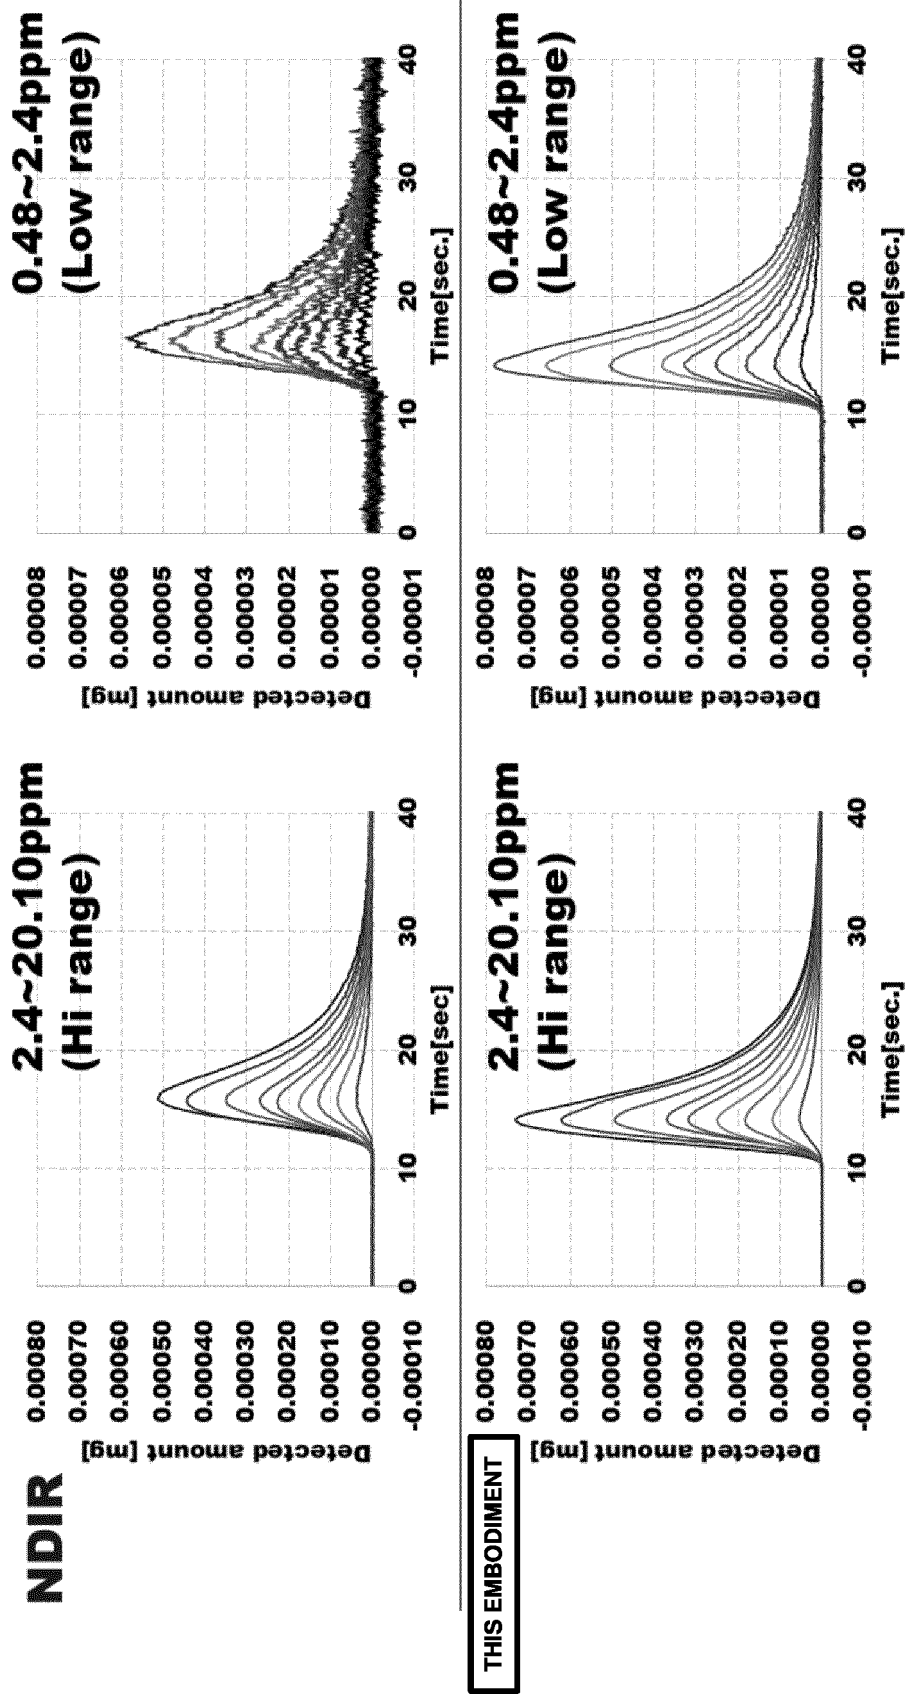 NDIR
2.4~20.10ppm
(Hi range)
Detected amount [mg]
0.00080
0.00070
0.00060
0.00050
0.00040
0.00030
0.00020
0.00010
0.00000
-0.00010
0 10 20 30 40
Time[sec]
0.48~2.4ppm
(Low range)
Detected amount [mg]
0.00008
0.00007
0.00006
0.00005
0.00004
0.00003
0.00002
0.00001
0.00000
-0.00001
0 10 20 30 40
Time[sec.]
THIS EMBODIMENT
2.4~20.10ppm
(Hi range)
Detected amount [mg]
0.00080
0.00070
0.00060
0.00050
0.00040
0.00030
0.00020
0.00010
0.00000
-0.00010
0 10 20 30 40
Time[sec.]
0.48~2.4ppm
(Low range)
Detected amount [mg]
0.00008
0.00007
0.00006
0.00005
0.00004
0.00003
0.00002
0.00001
0.00000
-0.00001
0 10 20 30 40
Time[sec.]